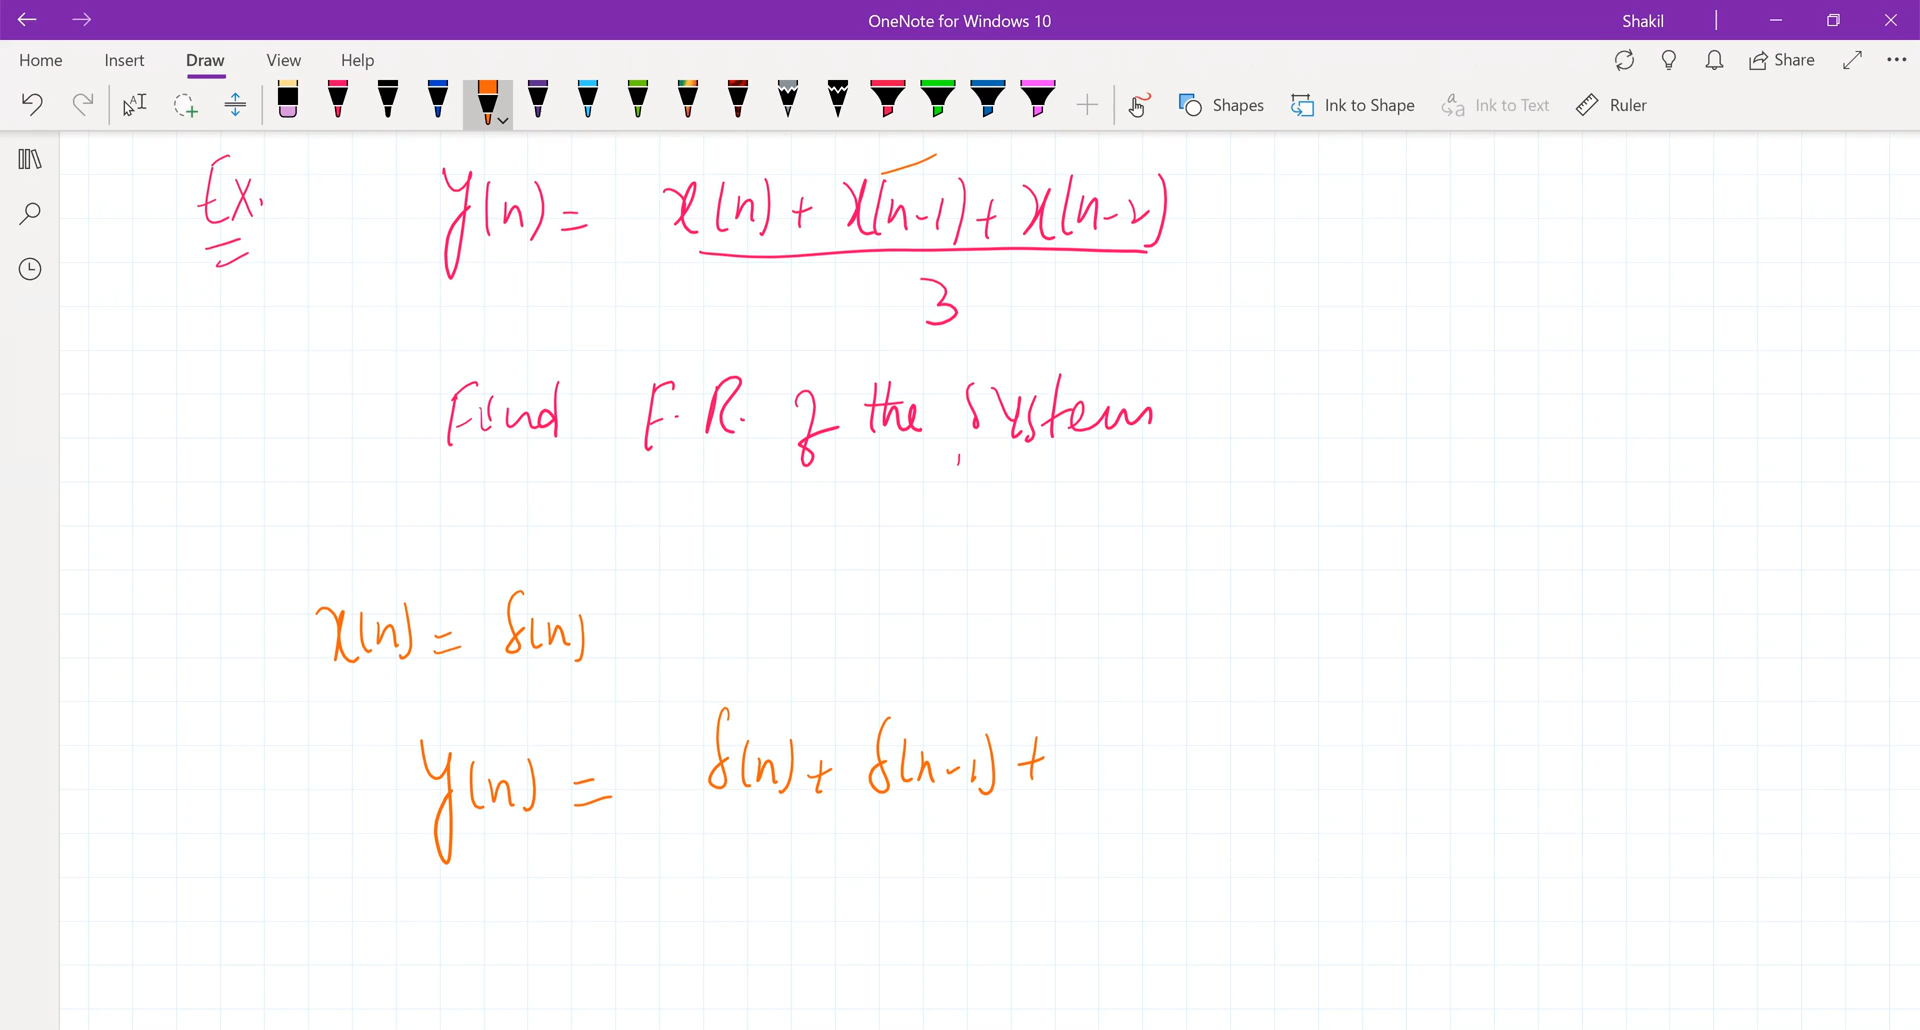 OneNote for Windows 10
Shakil
Home Insert Draw View Help
Share
Shapes Ink to Shape Ink to Text Ruler
Ex. y(n) = x(n) + x(n-1) + x(n-2)
3
Find F.R. of the system
x(n) = δ(n)
y(n) = δ(n) + δ(n-1) +